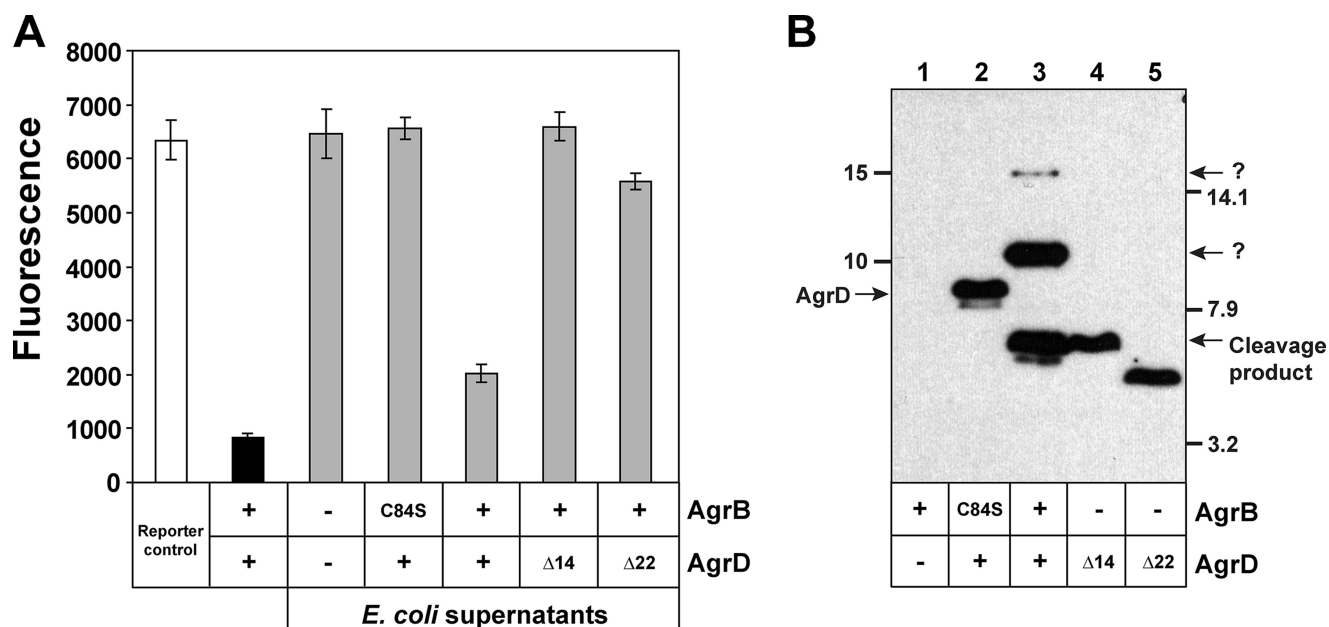 A
Fluorescence
8000
7000
6000
5000
4000
3000
2000
1000
0
Reporter control
+ - C84S + + + AgrB
+ - + + Δ14 Δ22 AgrD
E. coli supernatants
B
1 2 3 4 5
15
10
AgrD
?
14.1
?
7.9
Cleavage
product
3.2
+ C84S + - - AgrB
- + + Δ14 Δ22 AgrD